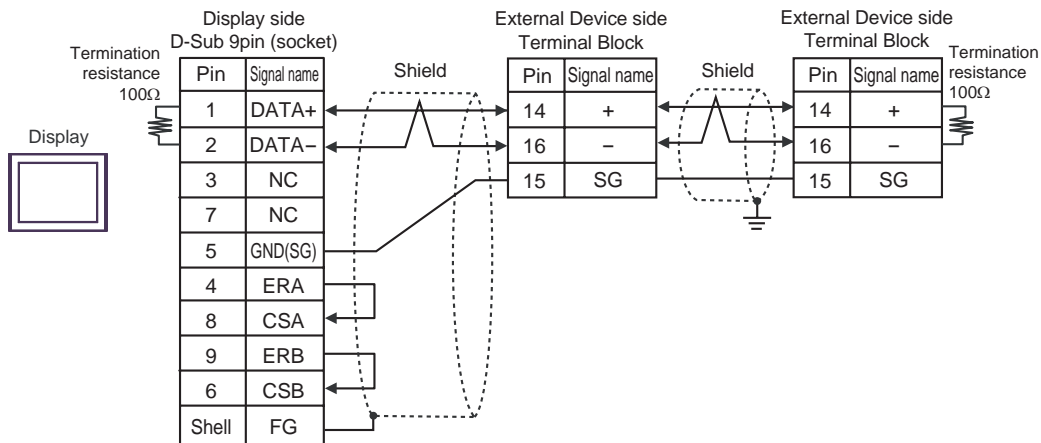 Display side
D-Sub 9pin (socket)
External Device side
Terminal Block
External Device side
Terminal Block
Termination
resistance
100Ω
Shield
Shield
Termination
resistance
100Ω
Display
Pin Signal name
1 DATA+
2 DATA−
3 NC
7 NC
5 GND(SG)
4 ERA
8 CSA
9 ERB
6 CSB
Shell FG
Pin Signal name
14 +
16 −
15 SG
Pin Signal name
14 +
16 −
15 SG